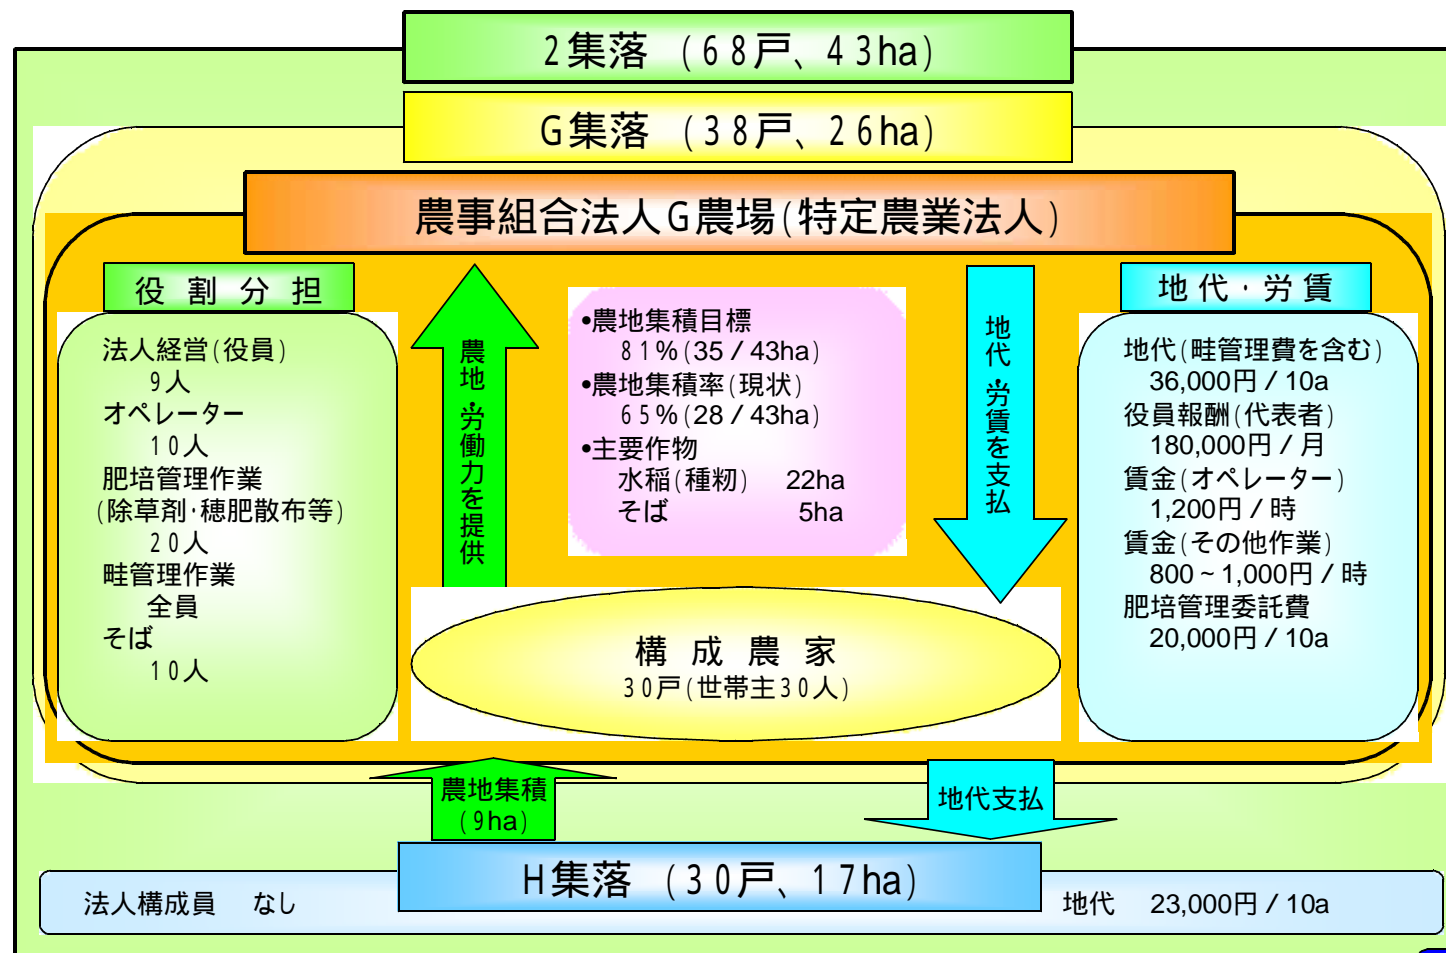 2集落 (68戸、43ha)
G集落 (38戸、26ha)
農事組合法人G農場(特定農業法人)
役割分担
法人経営(役員)
9人
オペレーター
10人
肥培管理作業
(除草剤・穂肥散布等)
20人
畦管理作業
全員
そば
10人
農地・労働力を提供
•農地集積目標
81%(35/43ha)
•農地集積率(現状)
65%(28/43ha)
•主要作物
水稲(種籾) 22ha
そば 5ha
地代・労賃を支払
地代・労賃
地代(畦管理費を含む)
36,000円/10a
役員報酬(代表者)
180,000円/月
賃金(オペレーター)
1,200円/時
賃金(その他作業)
800~1,000円/時
肥培管理委託費
20,000円/10a
構成農家
30戸(世帯主30人)
農地集積
(9ha)
地代支払
H集落 (30戸、17ha)
法人構成員 なし
地代 23,000円/10a